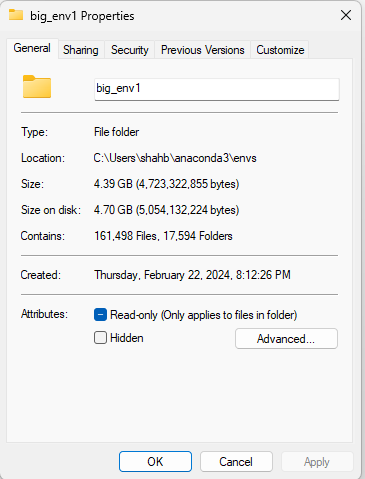 big_env1 Properties
General Sharing Security Previous Versions Customize
big_env1
Type: File folder
Location: C:\Users\shahb\anaconda3\envs
Size: 4.39 GB (4,723,322,855 bytes)
Size on disk: 4.70 GB (5,054,132,224 bytes)
Contains: 161,498 Files, 17,594 Folders
Created: Thursday, February 22, 2024, 8:12:26 PM
Attributes: Read-only (Only applies to files in folder)
Hidden Advanced...
OK Cancel Apply